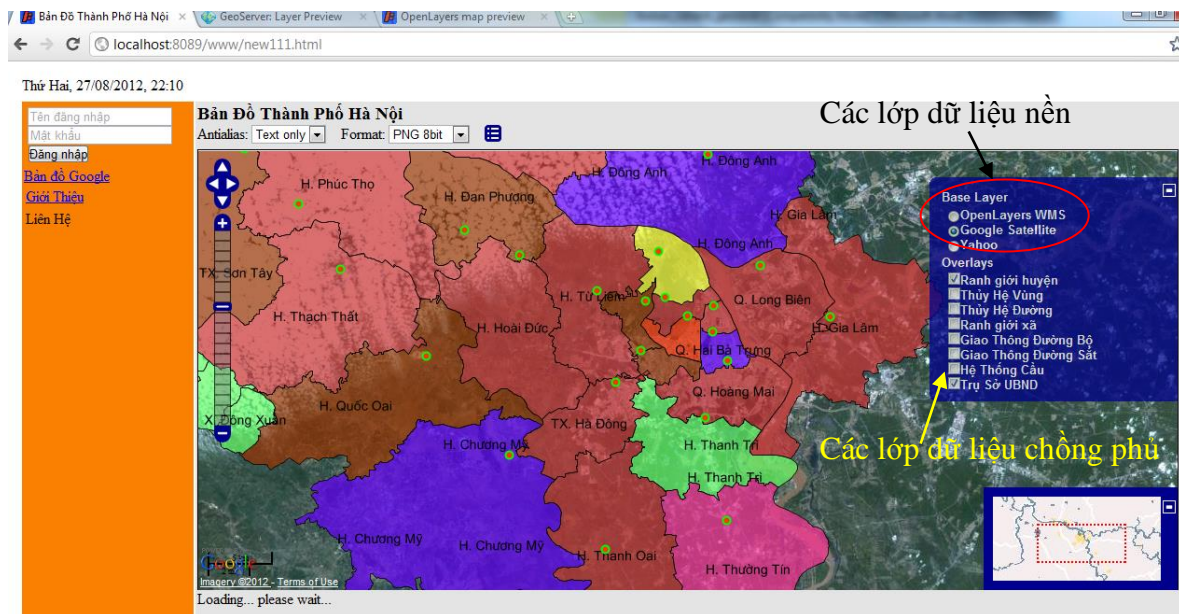 Bản Đồ Thành Phố Hà Nội
GeoServer: Layer Preview
OpenLayers map preview
localhost:8089/www/new111.html
Thứ Hai, 27/08/2012, 22:10
Tên đăng nhập
Mật khẩu
Đăng nhập
Bản đồ Google
Giới Thiệu
Liên Hệ
Bản Đồ Thành Phố Hà Nội
Antialias: Text only Format: PNG 8bit
Các lớp dữ liệu nền
Base Layer
OpenLayers WMS
Google Satellite
Yahoo
Overlays
Ranh giới huyện
Thủy Hệ Vùng
Thủy Hệ Đường
Ranh giới xã
Giao Thông Đường Bộ
Giao Thông Đường Sắt
Hệ Thống Cầu
Trụ Sở UBND
Các lớp dữ liệu chồng phủ
H. Đông Anh
H. Đông Anh
H. Phúc Thọ
H. Đan Phượng
H. Gia Lâm
H. Đông Anh
TX. Sơn Tây
H. Từ Liêm
Q. Long Biên
H. Thạch Thất
H. Hoài Đức
H. Gia Lâm
Q. Hai Bà Trưng
Q. Hoàng Mai
H. Quốc Oai
X. Đồng Xuân
TX. Hà Đông
H. Chương Mỹ
H. Thanh Trì
H. Thanh Trì
H. Chương Mỹ
H. Chương Mỹ
H. Thanh Oai
H. Thường Tín
Google
Imagery ©2012 - Terms of Use
Loading... please wait...